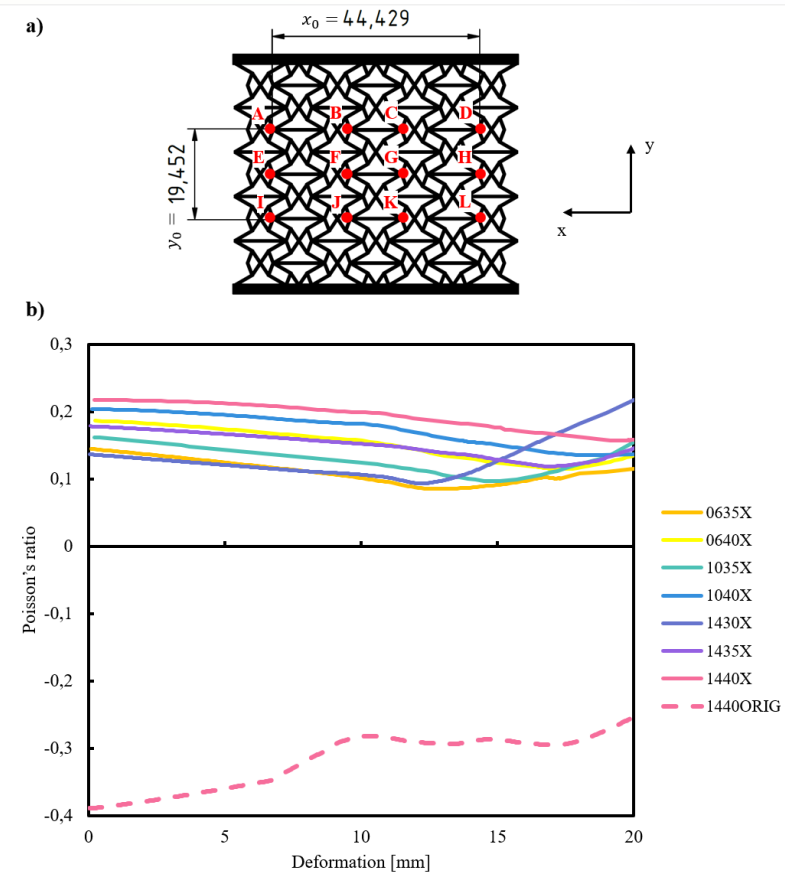 a)
x₀ = 44,429
A B C D
E F G H
I J K L
y₀ = 19,452
y
x
b)
0,3
0,2
0,1
0
-0,1
-0,2
-0,3
-0,4
Poisson's ratio
0 5 10 15 20
Deformation [mm]
0635X
0640X
1035X
1040X
1430X
1435X
1440X
1440ORIG